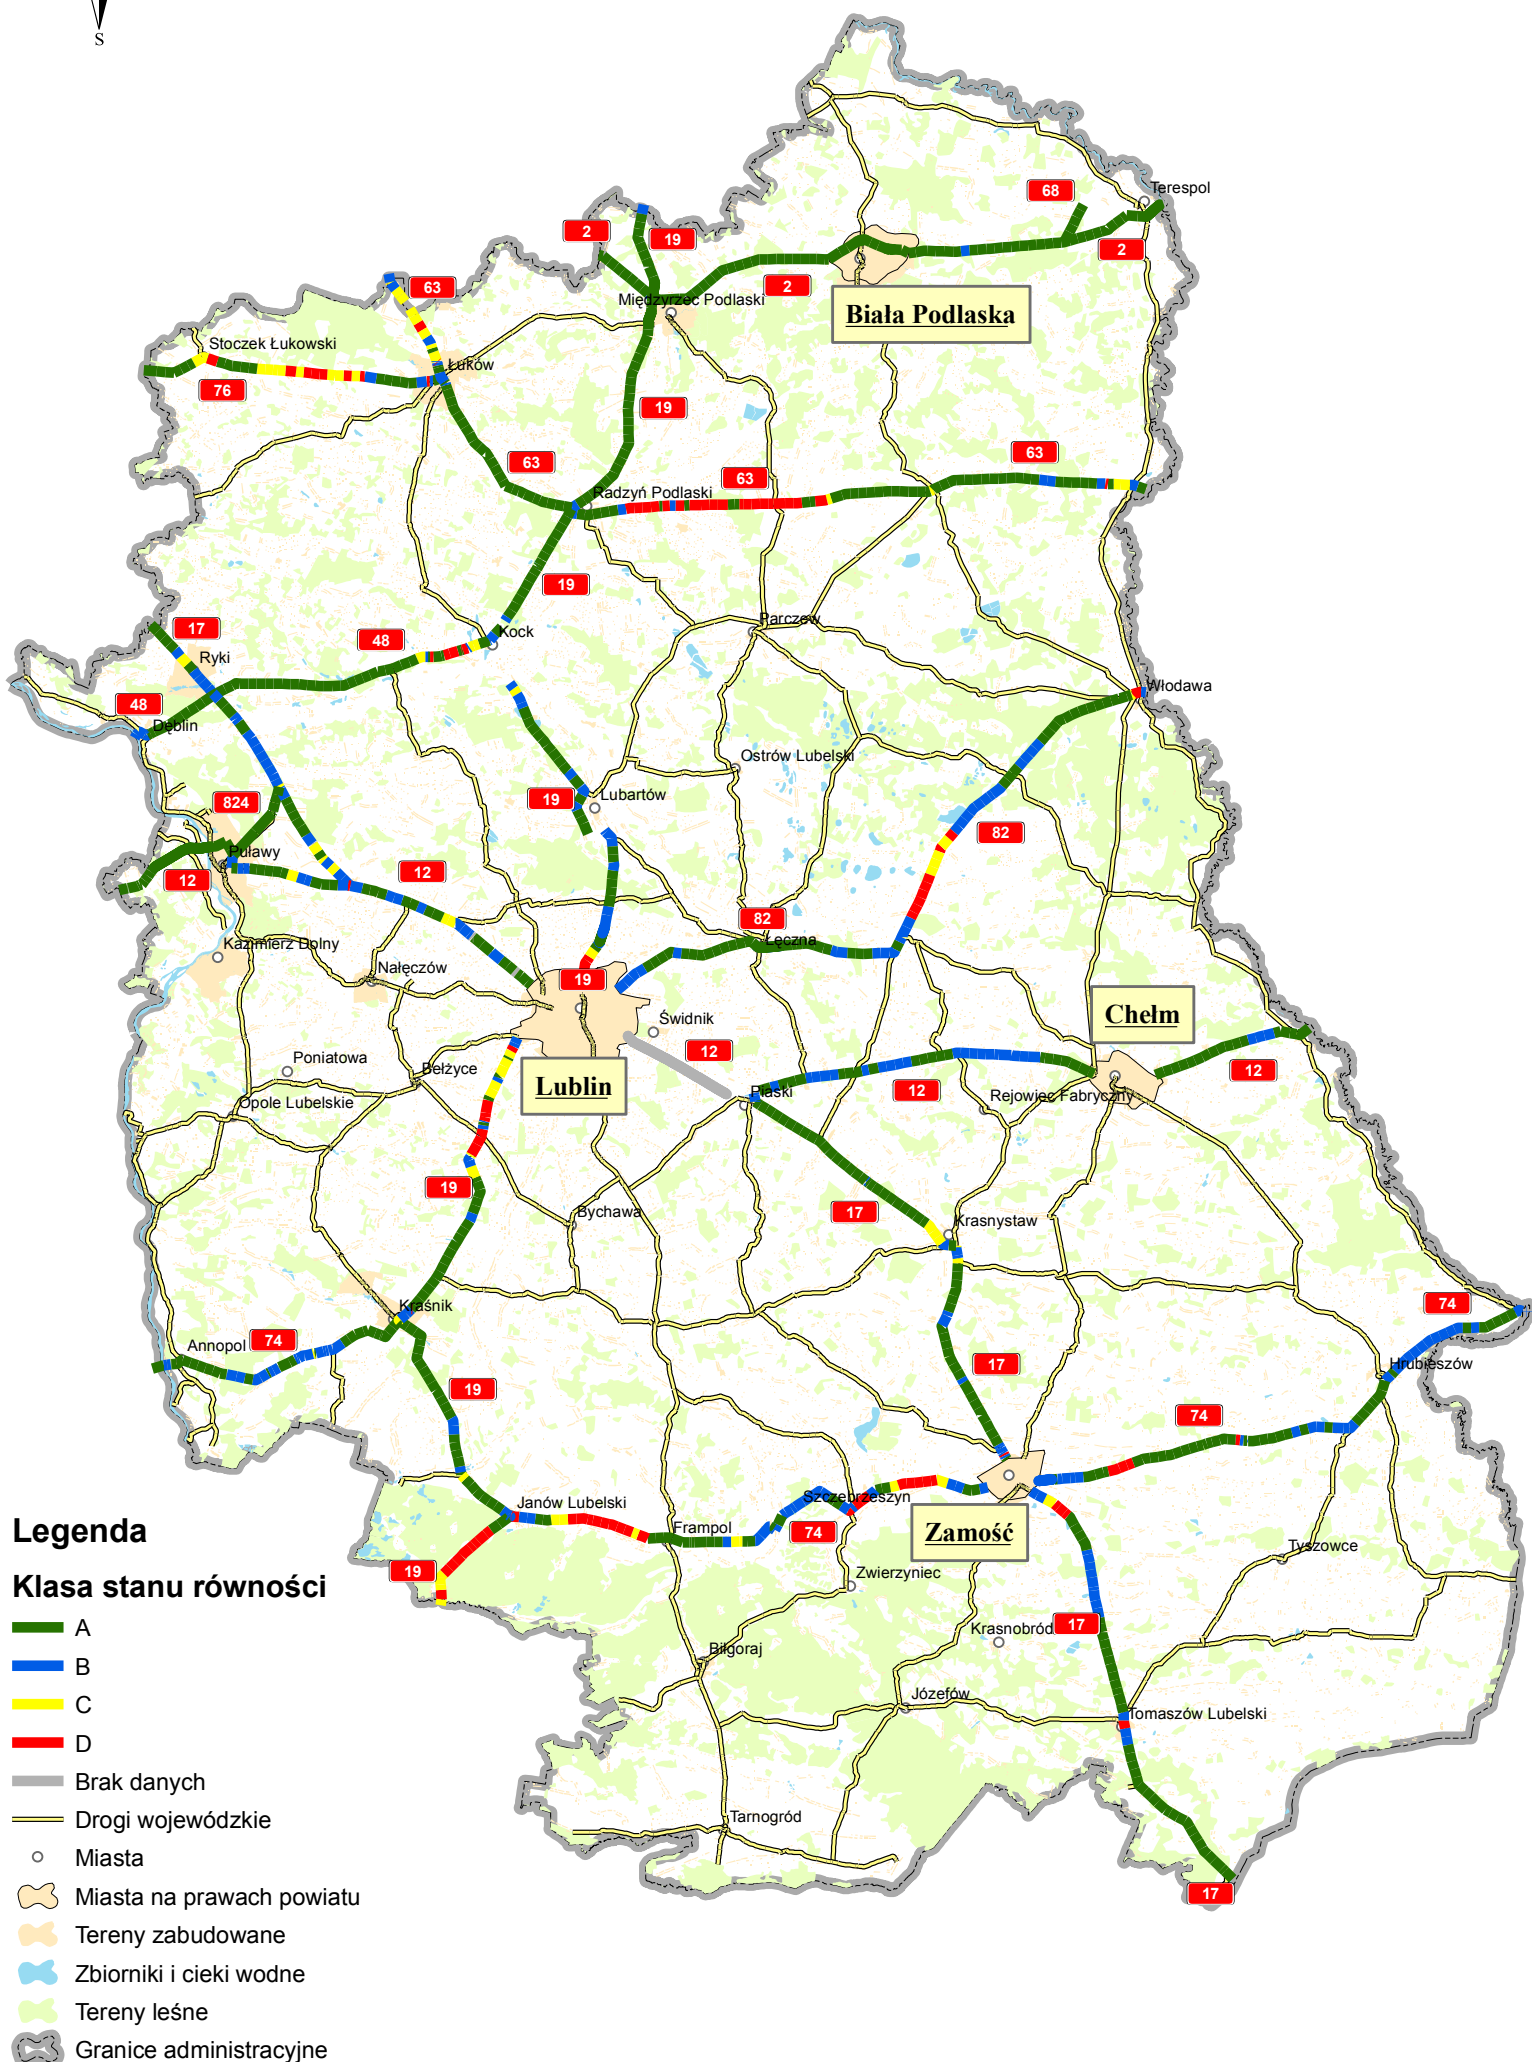 S
Terespol
68
2
19
2
2
63
Międzyrzec Podlaski
Biała Podlaska
Stoczek Łukowski
Łuków
76
19
63
63
63
Radzyń Podlaski
19
17
48
Kock
Parczew
Ryki
48
Dęblin
Włodawa
Ostrów Lubelski
824
19
Lubartów
82
Puławy
12
12
82
Łęczna
Kazimierz Dolny
Nałęczów
19
Chełm
Świdnik
12
12
Poniatowa
Bełżyce
Lublin
12
Piaski
Rejowiec Fabryczny
Opole Lubelskie
19
Bychawa
17
Krasnystaw
Kraśnik
74
Annopol
74
17
Hrubieszów
19
74
Janów Lubelski
Szczebrzeszyn
Frampol
74
Zamość
19
Zwierzyniec
Tyszowce
Krasnobród
17
Biłgoraj
Józefów
Tomaszów Lubelski
Tarnogród
17
Legenda
Klasa stanu równości
A
B
C
D
Brak danych
Drogi wojewódzkie
Miasta
Miasta na prawach powiatu
Tereny zabudowane
Zbiorniki i cieki wodne
Tereny leśne
Granice administracyjne